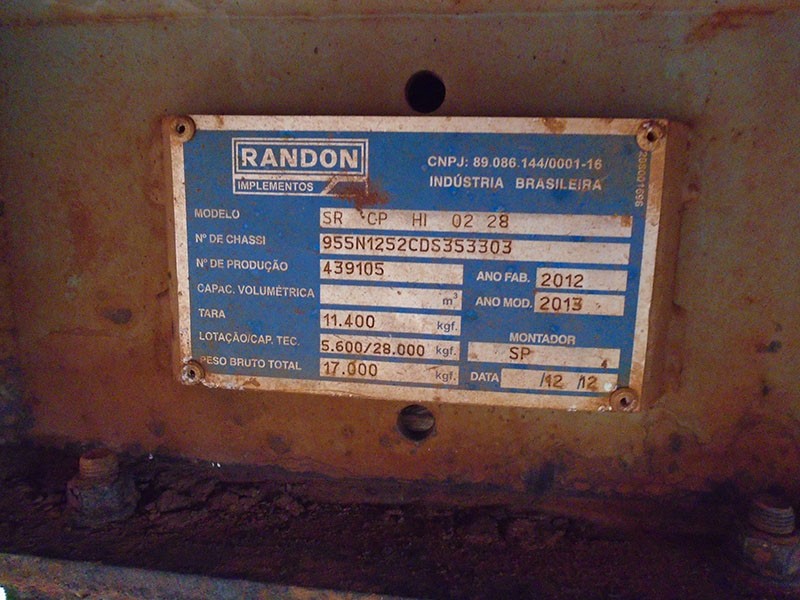 RANDON
IMPLEMENTOS
CNPJ: 89.086.144/0001-16
INDÚSTRIA BRASILEIRA
MODELO SR CP HI 02 28
Nº DE CHASSI 955N1252CDS353303
Nº DE PRODUÇÃO 439105
ANO FAB. 2012
CAPAC. VOLUMÉTRICA m³
ANO MOD. 2013
TARA 11.400 kgf.
LOTAÇÃO/CAP. TEC. 5.600/28.000 kgf.
MONTADOR
SP
PESO BRUTO TOTAL 17.000 kgf.
DATA /12 /12